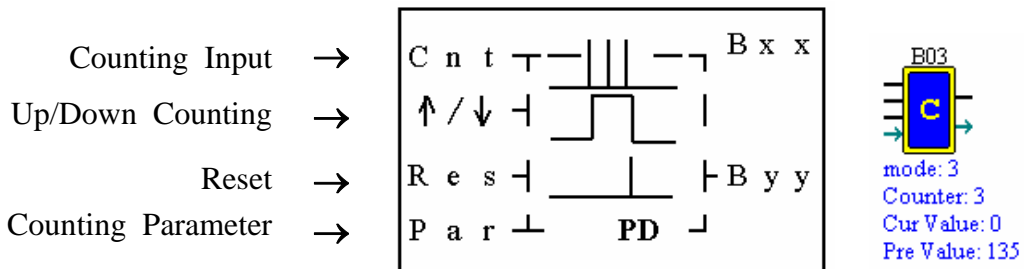 Counting Input → C n t B x x
Up/Down Counting → ↑ / ↓
Reset → R e s B y y
Counting Parameter → P a r PD
B03
C
mode: 3
Counter: 3
Cur Value: 0
Pre Value: 135